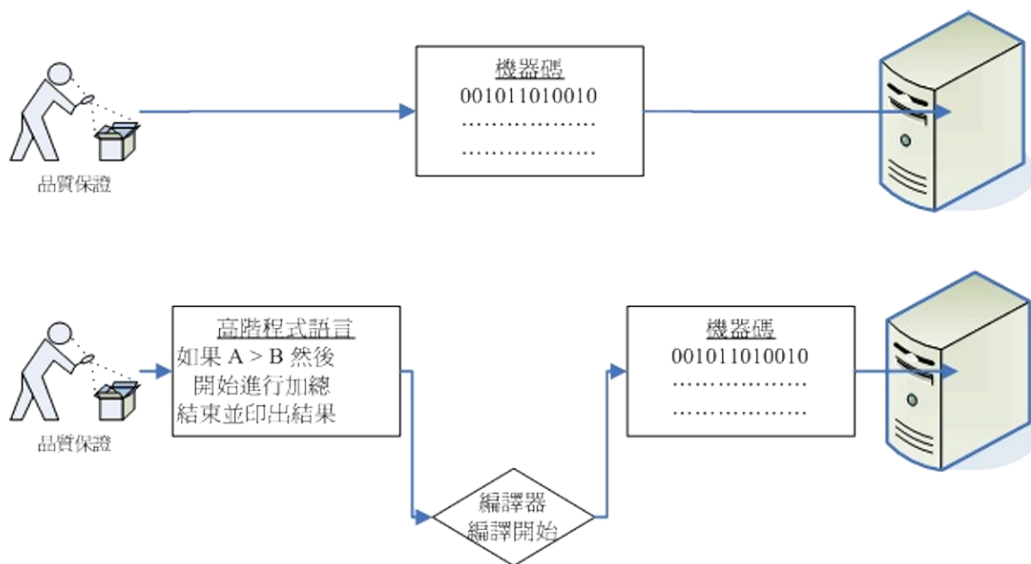 機器碼
001011010010
………………
………………
品質保證
高階程式語言
如果 A > B 然後
開始進行加總
結束並印出結果
機器碼
001011010010
………………
………………
品質保證
編譯器
編譯開始